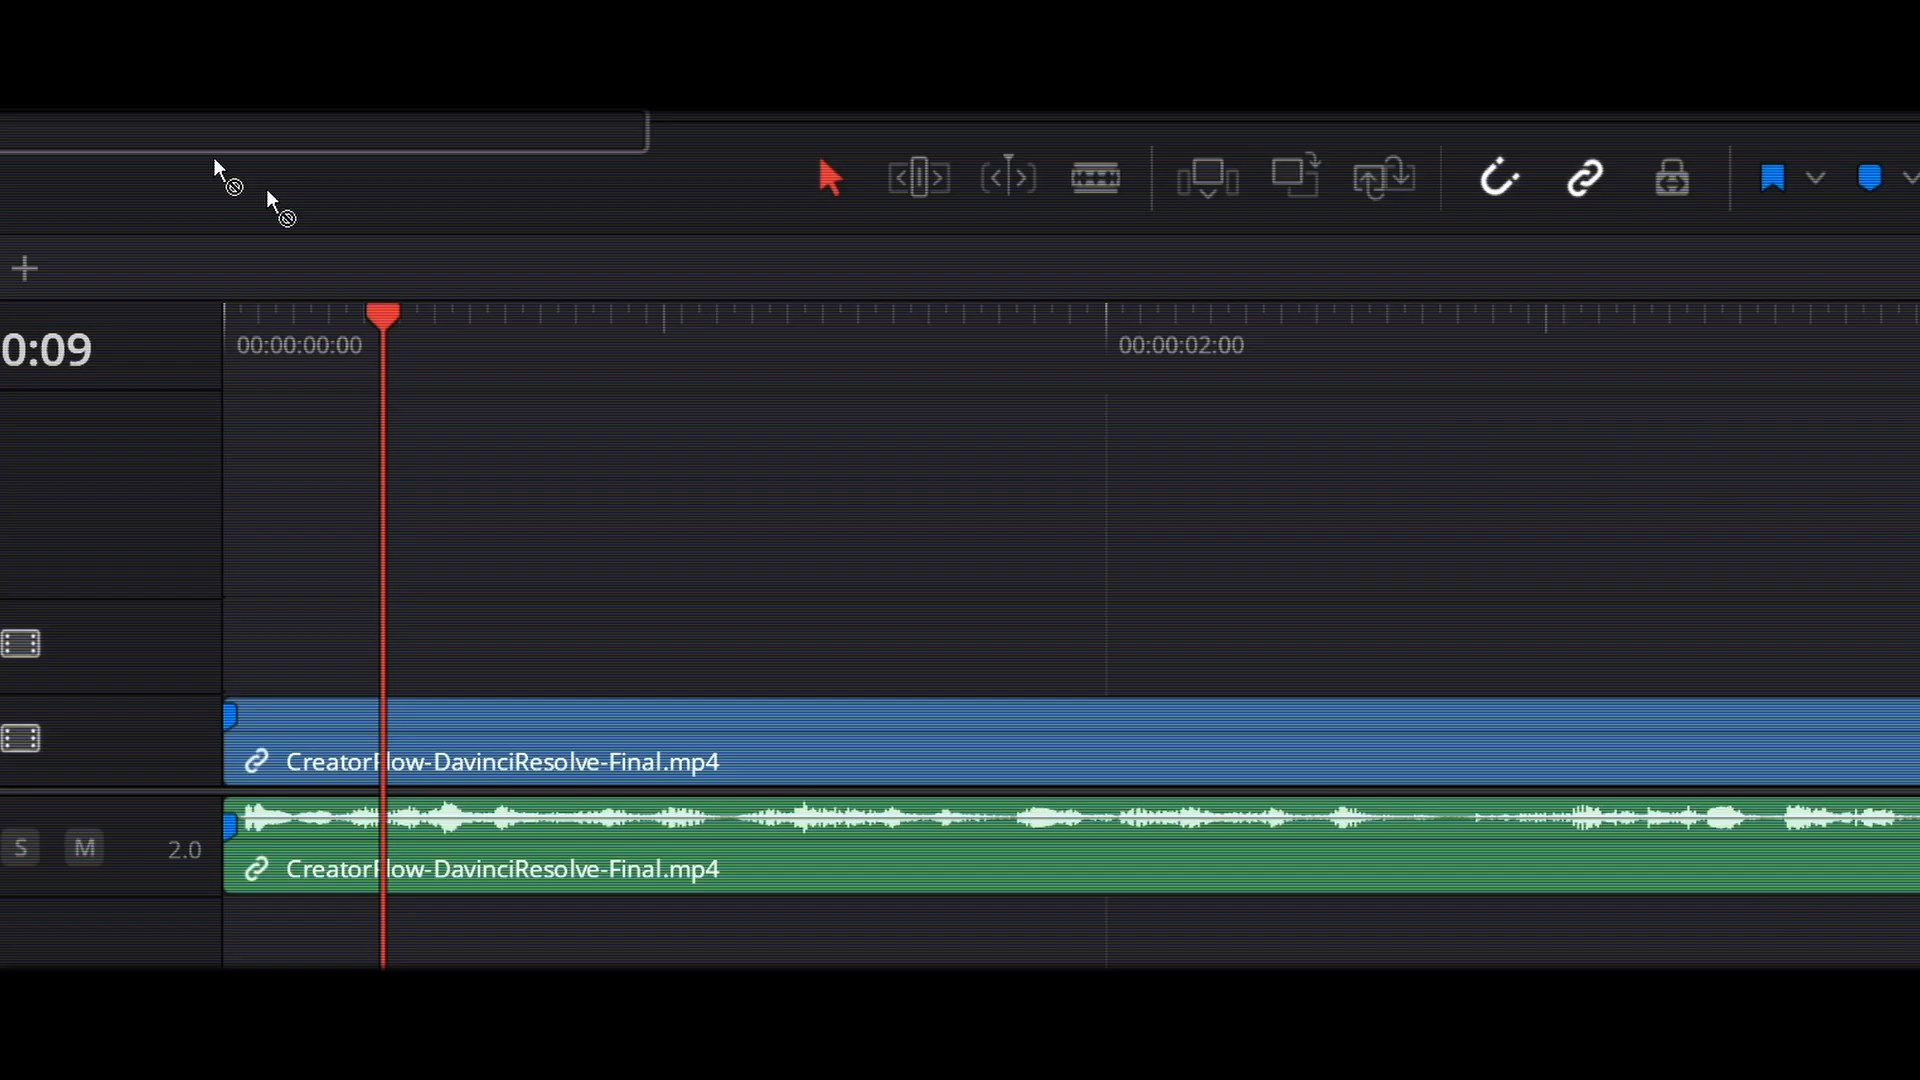 0:09
00:00:00:00
00:00:02:00
CreatorFlow-DavinciResolve-Final.mp4
S M 2.0
CreatorFlow-DavinciResolve-Final.mp4